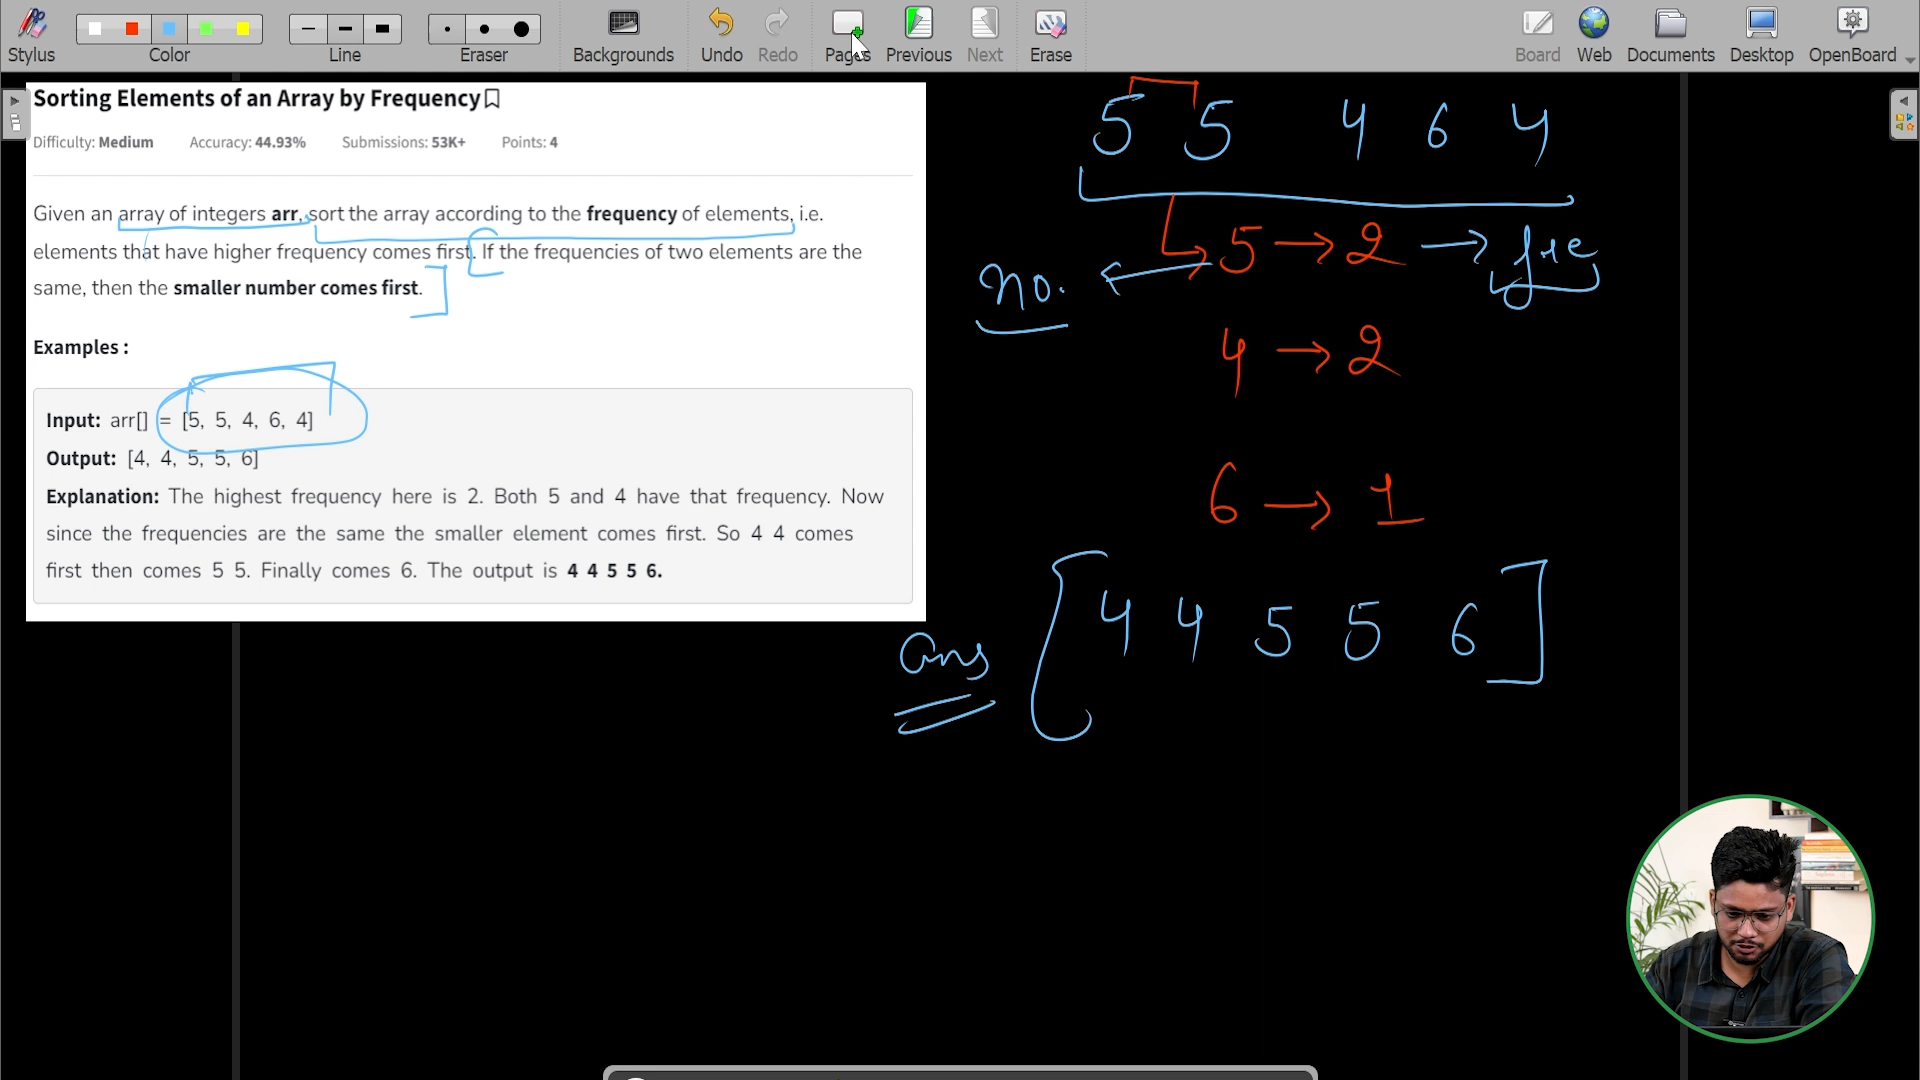 Stylus Color Line Eraser Backgrounds Undo Redo Pages Previous Next Erase Board Web Documents Desktop OpenBoard
Sorting Elements of an Array by Frequency
Difficulty: Medium Accuracy: 44.93% Submissions: 53K+ Points: 4
Given an array of integers arr, sort the array according to the frequency of elements, i.e.
elements that have higher frequency comes first. If the frequencies of two elements are the
same, then the smaller number comes first.
Examples :
Input: arr[] = [5, 5, 4, 6, 4]
Output: [4, 4, 5, 5, 6]
Explanation: The highest frequency here is 2. Both 5 and 4 have that frequency. Now
since the frequencies are the same the smaller element comes first. So 4 4 comes
first then comes 5 5. Finally comes 6. The output is 4 4 5 5 6.
5 5 4 6 4
no. ← 5 → 2 → fre
4 → 2
6 → 1
ans [ 4 4 5 5 6 ]